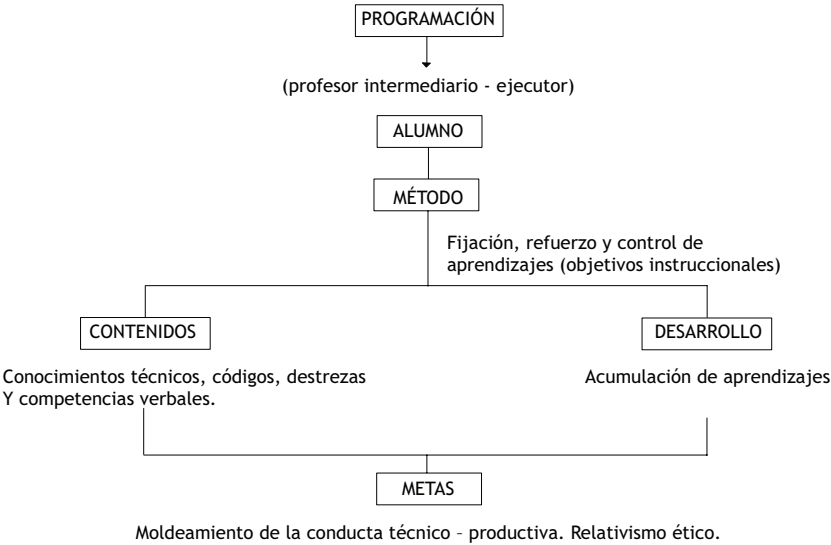 PROGRAMACIÓN
(profesor intermediario - ejecutor)
ALUMNO
MÉTODO
Fijación, refuerzo y control de
aprendizajes (objetivos instruccionales)
CONTENIDOS
Conocimientos técnicos, códigos, destrezas
Y competencias verbales.
DESARROLLO
Acumulación de aprendizajes
METAS
Moldeamiento de la conducta técnico – productiva. Relativismo ético.